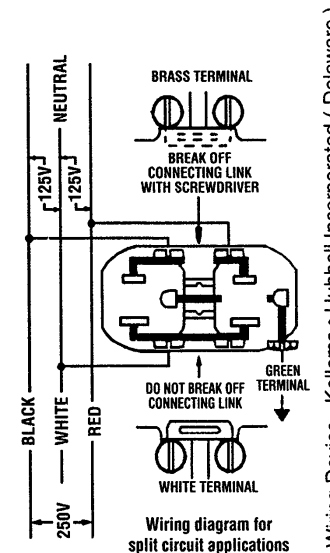 BRASS TERMINAL
BREAK OFF
CONNECTING LINK
WITH SCREWDRIVER
NEUTRAL
125V
125V
BLACK
WHITE
RED
250V
GREEN
TERMINAL
DO NOT BREAK OFF
CONNECTING LINK
WHITE TERMINAL
Wiring diagram for
split circuit applications